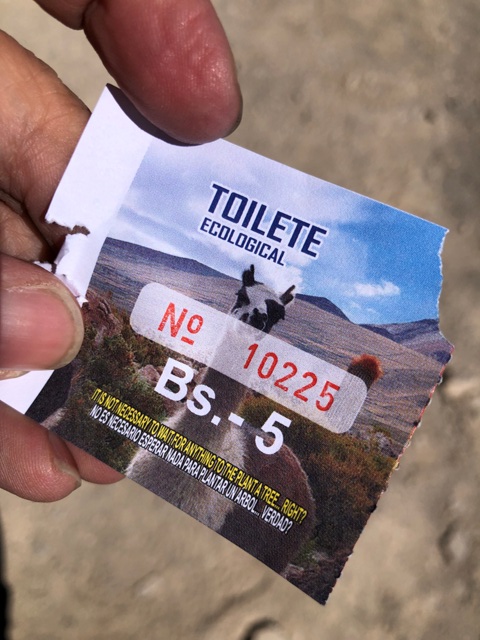 TOILETE
ECOLOGICAL
Nº 10225
Bs.- 5
IT IS NOT NECESSARY TO WAIT FOR ANYTHING TO THE PLANT A TREE... RIGHT?
NO ES NECESARIO ESPERAR NADA PARA PLANTAR UN ARBOL... VERDAD?